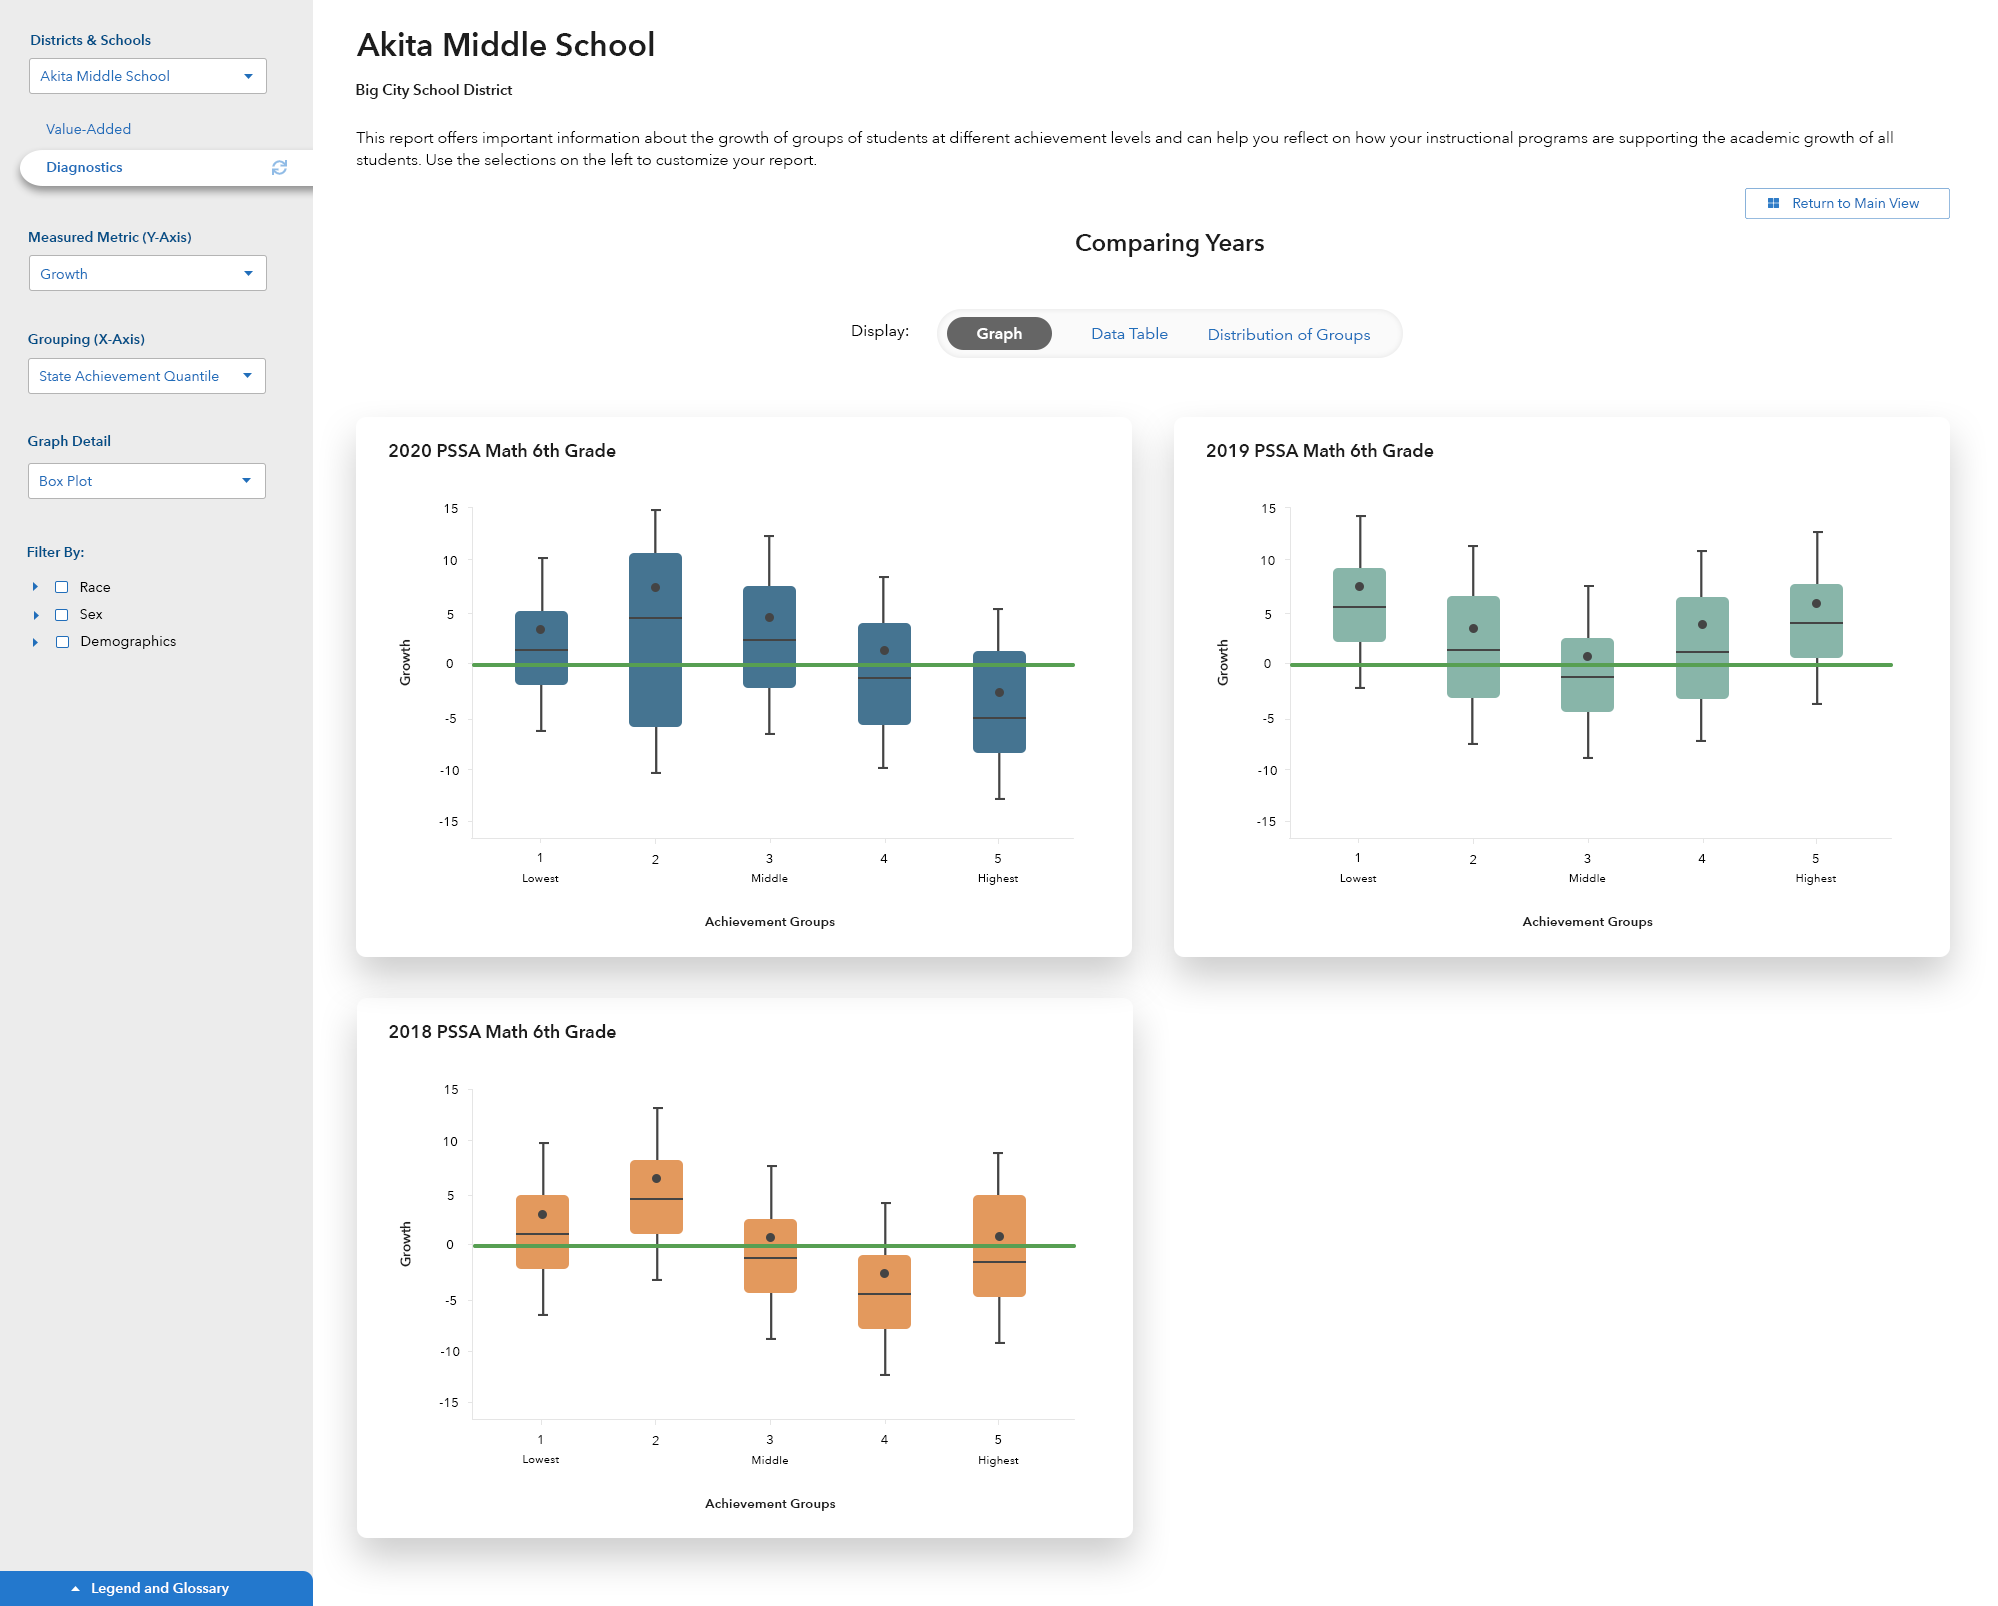 Districts & Schools
Akita Middle School
Value-Added
Diagnostics
Measured Metric (Y-Axis)
Growth
Grouping (X-Axis)
State Achievement Quantile
Graph Detail
Box Plot
Filter By:
Race
Sex
Demographics
Legend and Glossary
Akita Middle School
Big City School District
This report offers important information about the growth of groups of students at different achievement levels and can help you reflect on how your instructional programs are supporting the academic growth of all
students. Use the selections on the left to customize your report.
Return to Main View
Comparing Years
Display: Graph Data Table Distribution of Groups
2020 PSSA Math 6th Grade
Growth
15
10
5
0
-5
-10
-15
1 2 3 4 5
Lowest Middle Highest
Achievement Groups
2019 PSSA Math 6th Grade
Growth
15
10
5
0
-5
-10
-15
1 2 3 4 5
Lowest Middle Highest
Achievement Groups
2018 PSSA Math 6th Grade
Growth
15
10
5
0
-5
-10
-15
1 2 3 4 5
Lowest Middle Highest
Achievement Groups